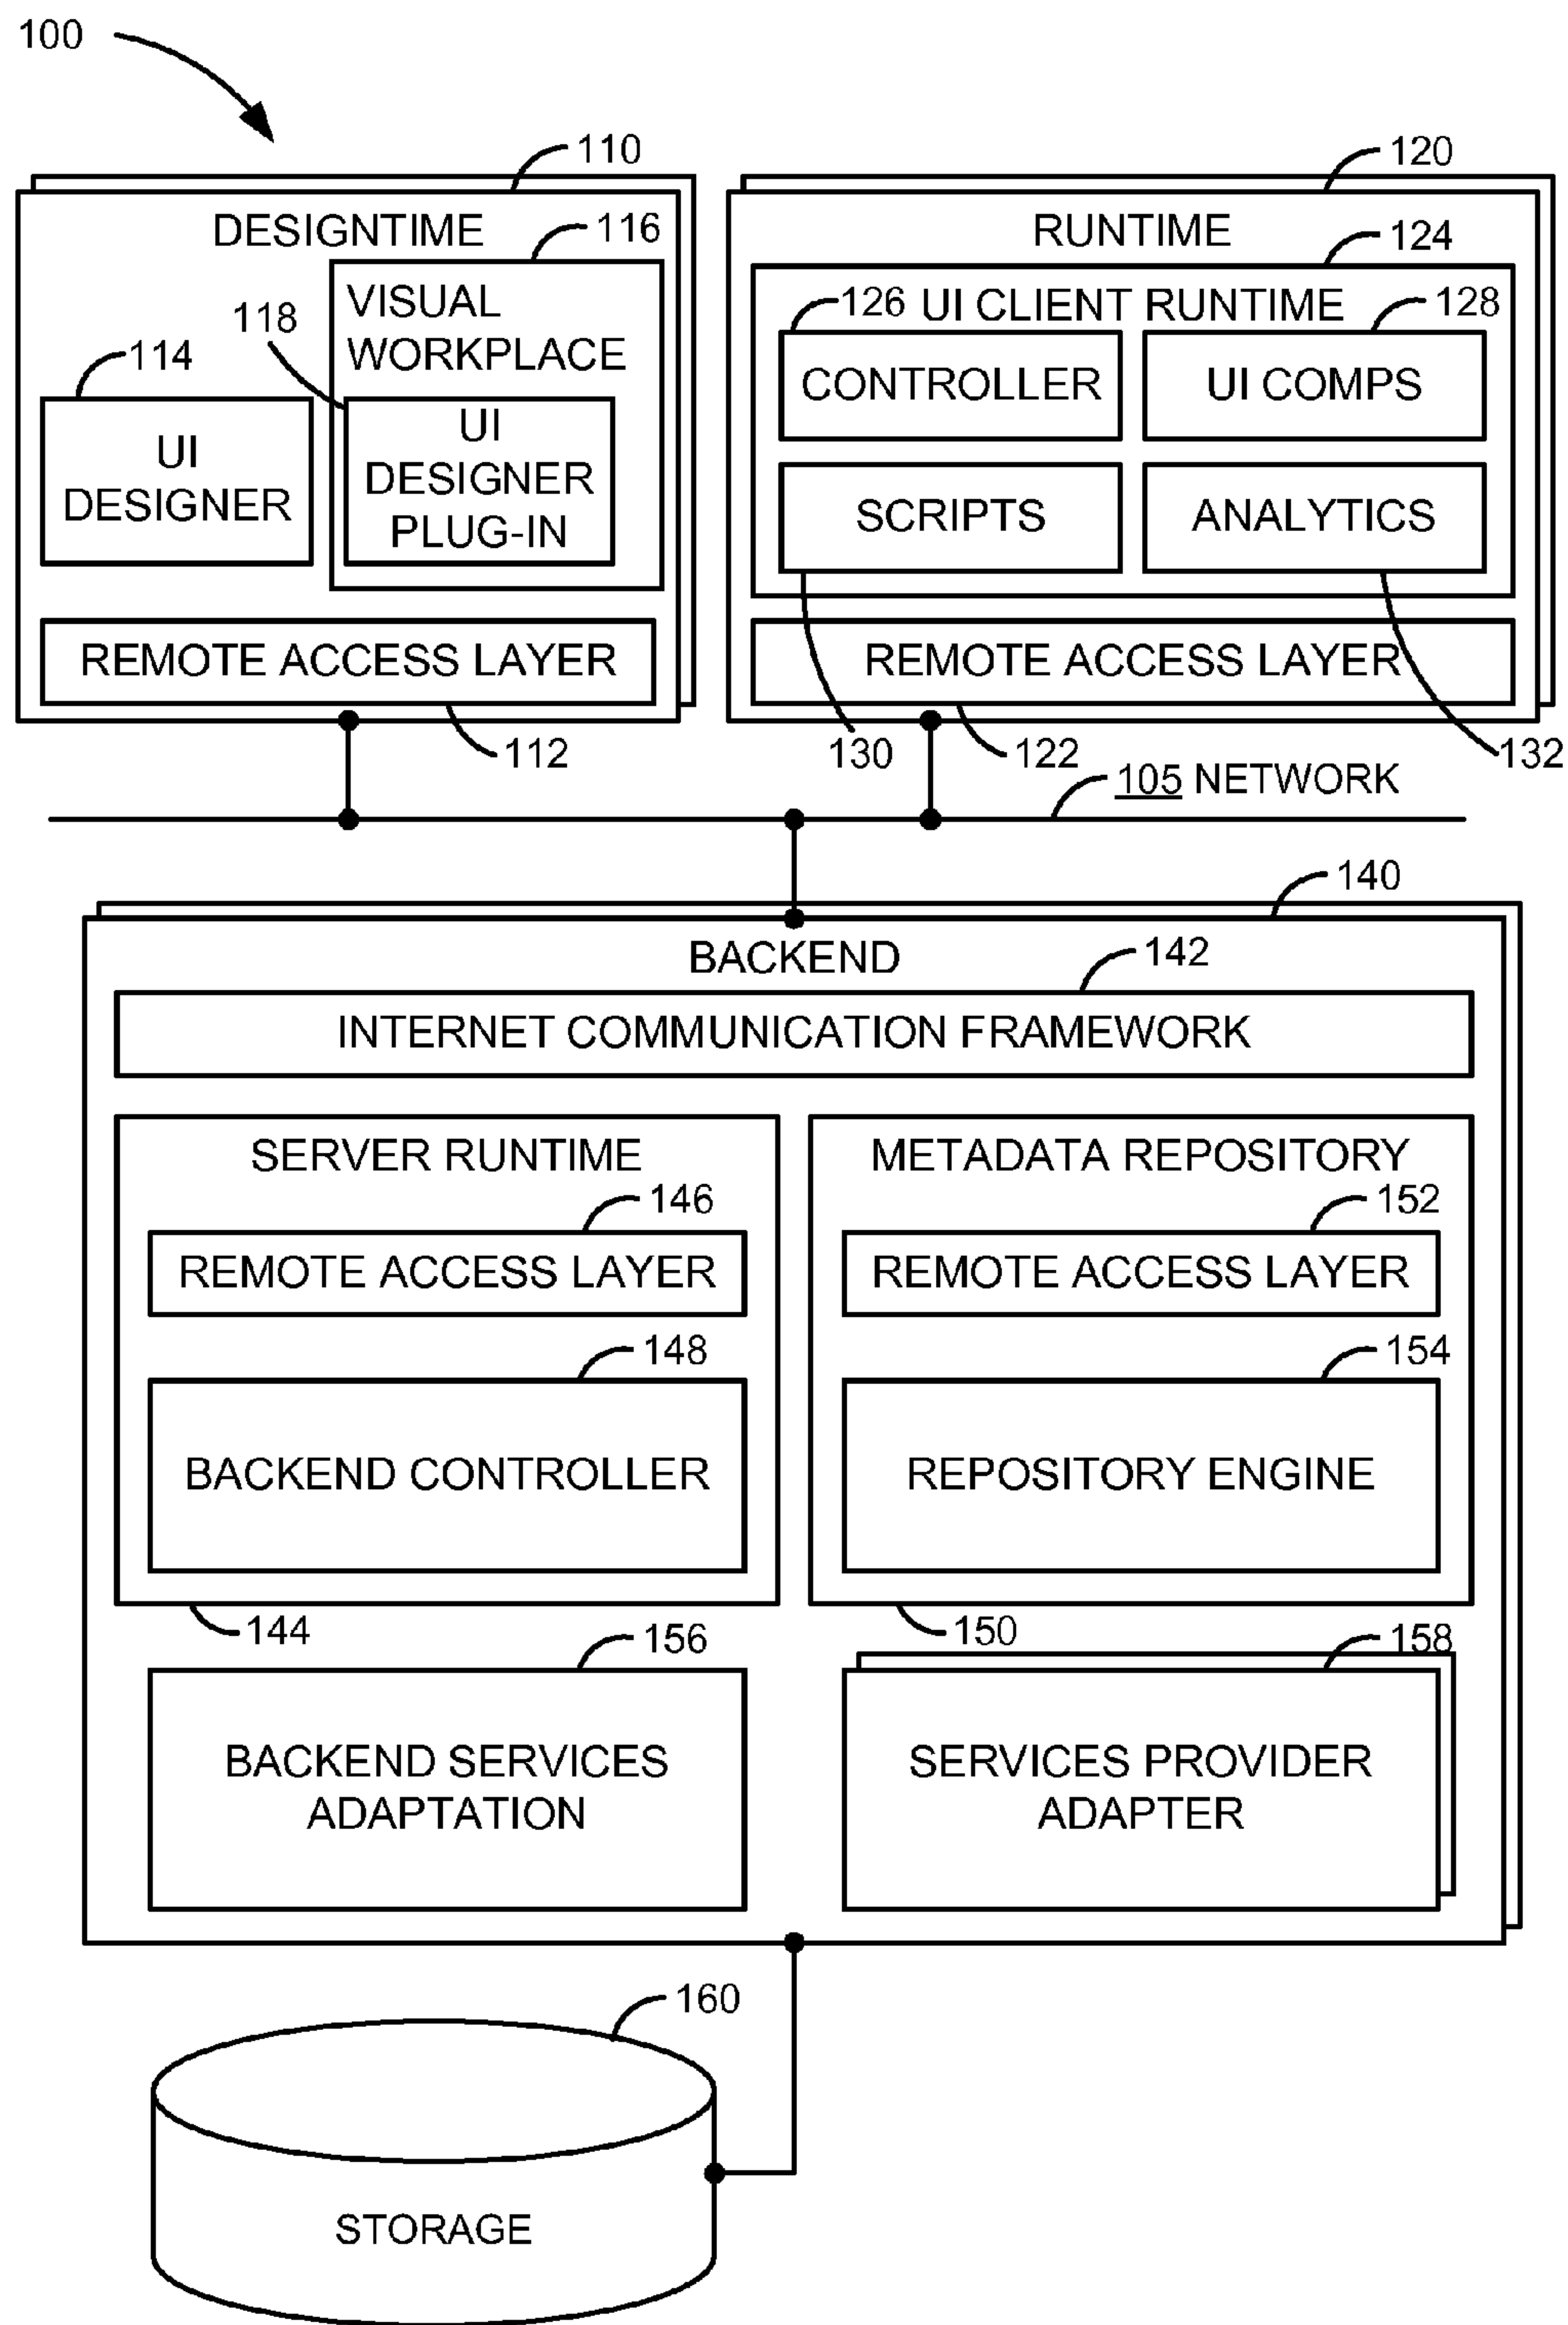 100
110
120
DESIGNTIME
116
RUNTIME
124
VISUAL
WORKPLACE
118
114
126
UI CLIENT RUNTIME
128
CONTROLLER
UI COMPS
UI
DESIGNER
UI
DESIGNER
PLUG-IN
SCRIPTS
ANALYTICS
REMOTE ACCESS LAYER
REMOTE ACCESS LAYER
112
130
122
132
105 NETWORK
140
BACKEND
142
INTERNET COMMUNICATION FRAMEWORK
SERVER RUNTIME
METADATA REPOSITORY
146
152
REMOTE ACCESS LAYER
REMOTE ACCESS LAYER
148
154
BACKEND CONTROLLER
REPOSITORY ENGINE
144
156
150
158
BACKEND SERVICES
ADAPTATION
SERVICES PROVIDER
ADAPTER
160
STORAGE